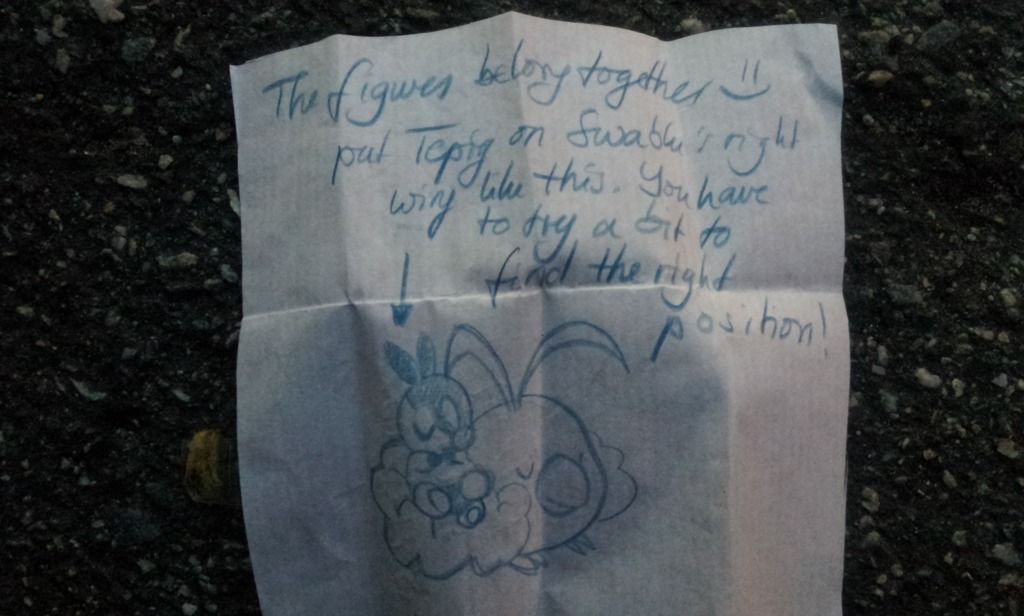 The figures belong together
put Tepig on Swablu's right
wing like this. You have
to try a bit to
find the right
position!